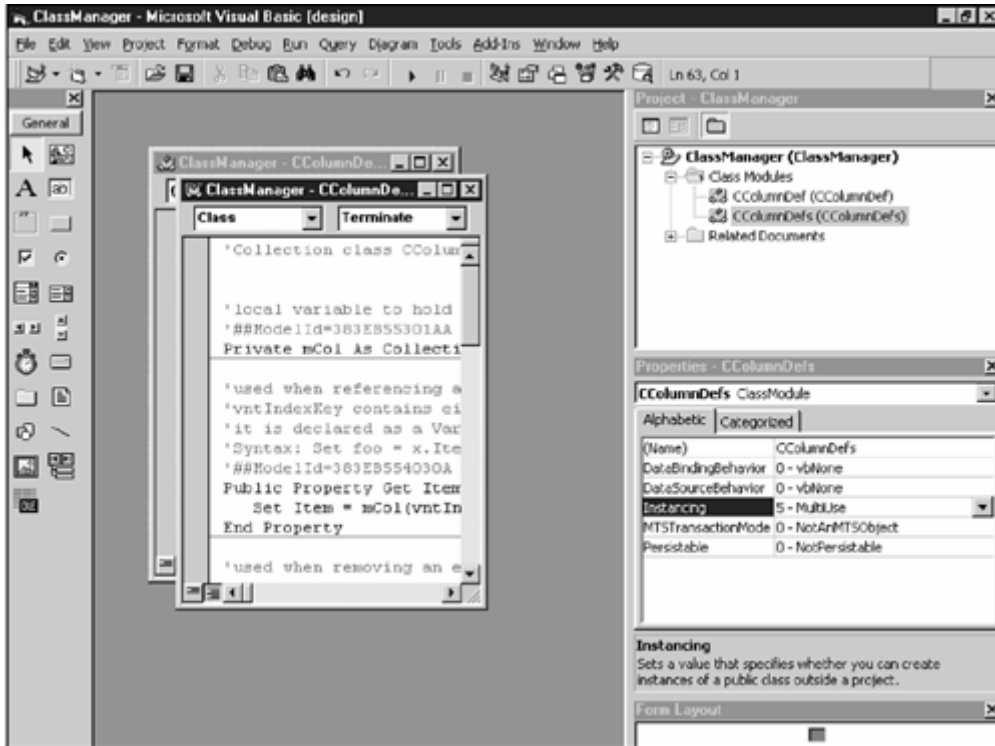 ClassManager - Microsoft Visual Basic [design]
File Edit View Project Format Debug Run Query Diagram Tools Add-Ins Window Help
Ln 63, Col 1
General
A
ab
OLE
ClassManager - CColumnDe...
ClassManager - CColumnDe...
Class
Terminate
'Collection class CColum
'local variable to hold
'##ModelId=383EB55301AA
Private mCol As Collecti
'used when referencing a
'vntIndexKey contains ei
'it is declared as a Var
'Syntax: Set foo = x.Ite
'##ModelId=383EB554030A
Public Property Get Item
Set Item = mCol(vntIn
End Property
'used when removing an e
Project - ClassManager
ClassManager (ClassManager)
Class Modules
CColumnDef (CColumnDef)
CColumnDefs (CColumnDefs)
Related Documents
Properties - CColumnDefs
CColumnDefs ClassModule
Alphabetic Categorized
(Name) CColumnDefs
DataBindingBehavior 0 - vbNone
DataSourceBehavior 0 - vbNone
Instancing 5 - MultiUse
MTSTransactionMode 0 - NotAnMTSObject
Persistable 0 - NotPersistable
Instancing
Sets a value that specifies whether you can create
instances of a public class outside a project.
Form Layout